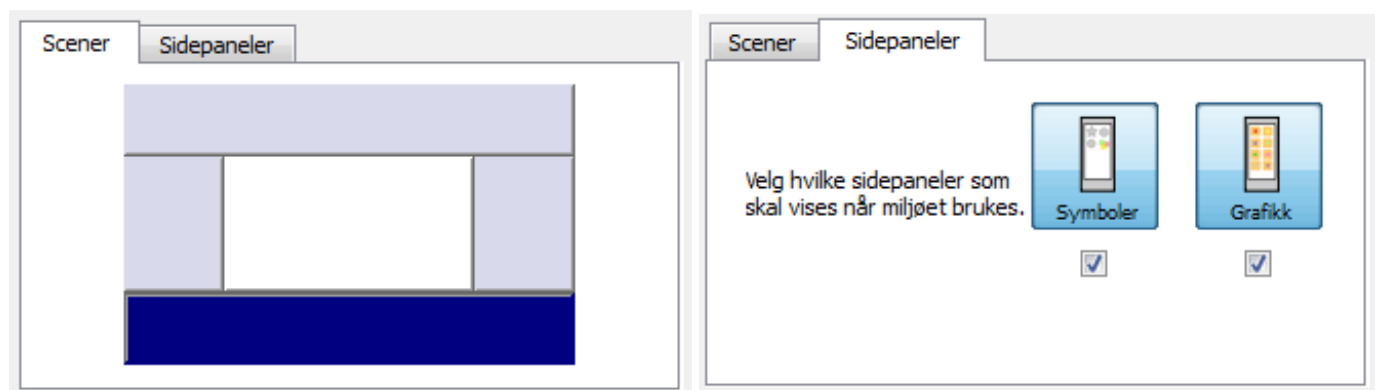 Scener
Sidepaneler
Scener
Sidepaneler
Velg hvilke sidepaneler som
skal vises når miljøet brukes.
Symboler
Grafikk